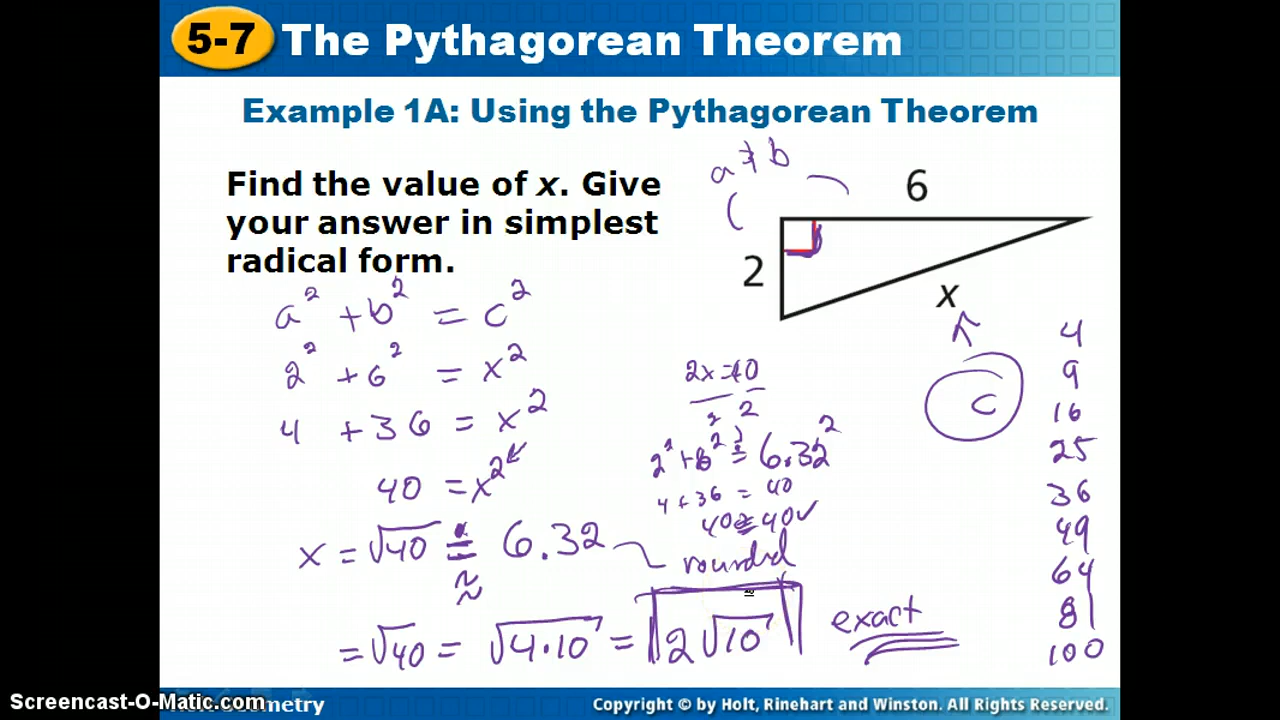 5-7 The Pythagorean Theorem
Example 1A: Using the Pythagorean Theorem
Find the value of x. Give
your answer in simplest
radical form.
a & b
6
2
x
c
a² + b² = c²
2² + 6² = x²
4 + 36 = x²
40 = x²
x = √40 ≈ 6.32
rounded
= √40 = √4·10 = 2√10
exact
2x = 40
2 2
2² + 6² = 6.32²
4 + 36 = 40
40 ≈ 40 ✓
4
9
16
25
36
49
64
81
100
Screencast-O-Matic.com
Geometry
Copyright © by Holt, Rinehart and Winston. All Rights Reserved.